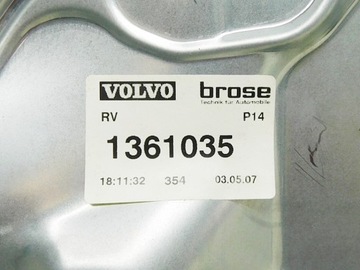 VOLVO brose
Technik für Automobile
RV P14
1361035
18:11:32 354 03.05.07